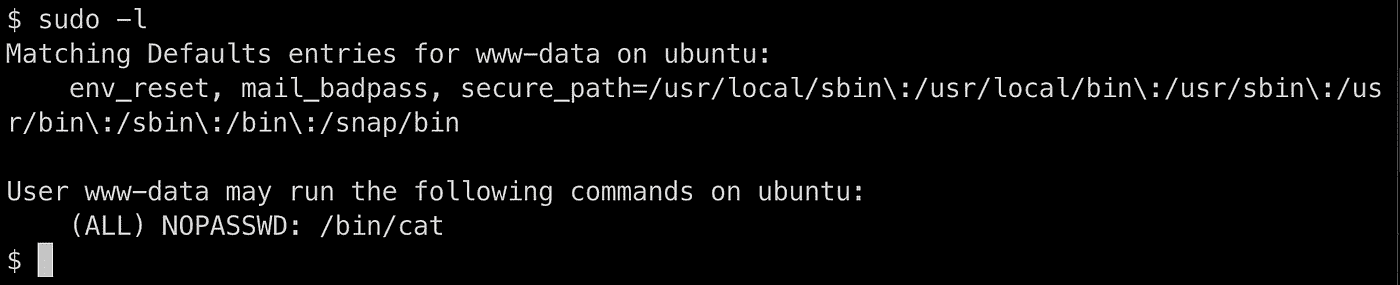 $ sudo -l
Matching Defaults entries for www-data on ubuntu:
    env_reset, mail_badpass, secure_path=/usr/local/sbin\:/usr/local/bin\:/usr/sbin\:/us
r/bin\:/sbin\:/bin\:/snap/bin

User www-data may run the following commands on ubuntu:
    (ALL) NOPASSWD: /bin/cat
$